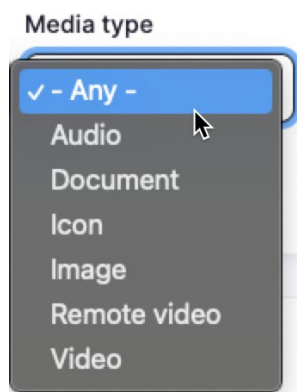 Media type
✓ - Any -
Audio
Document
Icon
Image
Remote video
Video